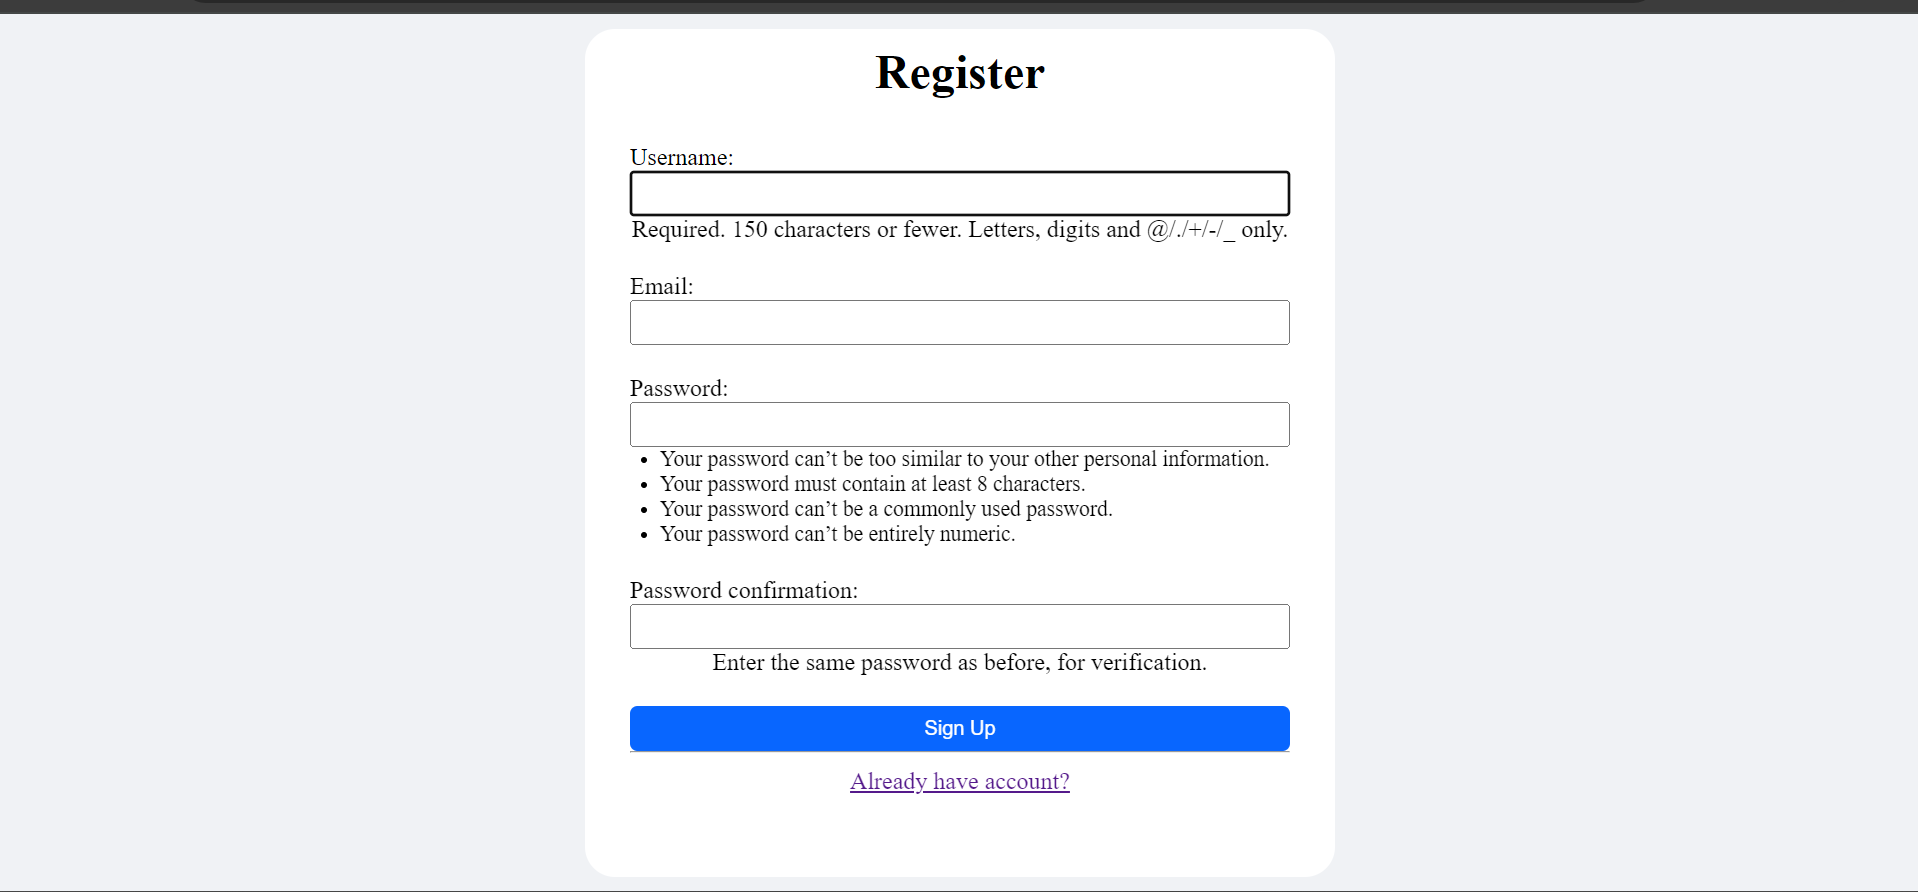 Register
Username:
Required. 150 characters or fewer. Letters, digits and @/./+/-/_ only.
Email:
Password:
Your password can’t be too similar to your other personal information.
Your password must contain at least 8 characters.
Your password can’t be a commonly used password.
Your password can’t be entirely numeric.
Password confirmation:
Enter the same password as before, for verification.
Sign Up
Already have account?